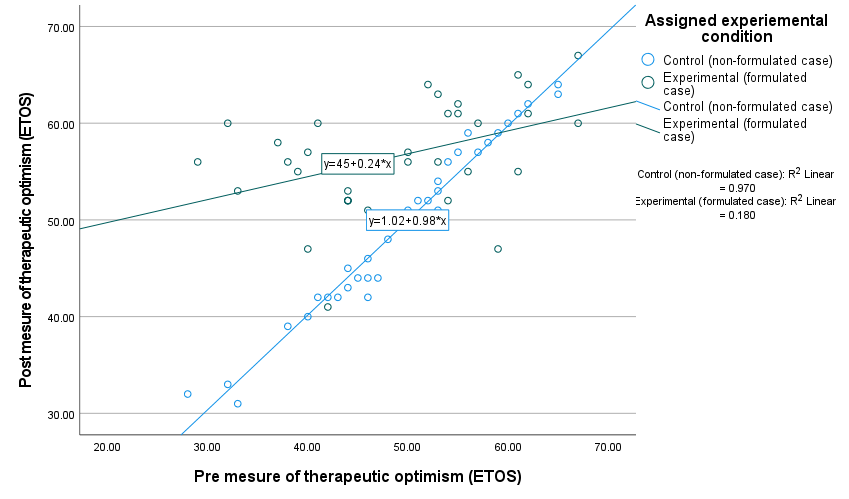 Assigned experiemental
condition
Control (non-formulated case)
Experimental (formulated
case)
Control (non-formulated case)
Experimental (formulated
case)
Control (non-formulated case): R² Linear
= 0.970
Experimental (formulated case): R² Linear
= 0.180
Post mesure of therapeutic optimism (ETOS)
70.00
60.00
50.00
40.00
30.00
y=45+0.24*x
y=1.02+0.98*x
20.00
30.00
40.00
50.00
60.00
70.00
Pre mesure of therapeutic optimism (ETOS)